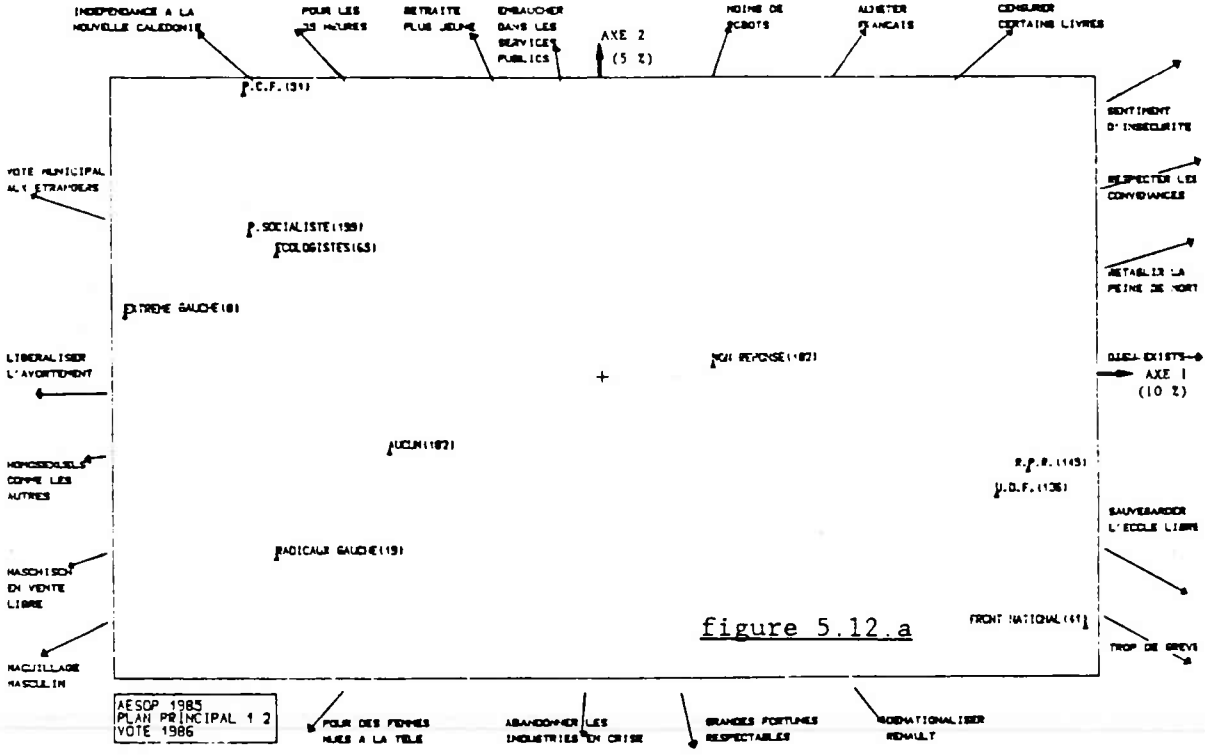 INDEPENDANCE A LA
NOUVELLE CALEDONIE
POUR LES
35 HEURES
RETRAITE
PLUS JEUNE
EMBAUCHER
DANS LES
SERVICES
PUBLICS
AXE 2
(5 %)
MOINS DE
ROBOTS
ACHETER
FRANCAIS
CENSURER
CERTAINS LIVRES
P.C.F.(31)
SENTIMENT
D'INSECURITE
VOTE MUNICIPAL
AUX ETRANGERS
RESPECTER LES
CONVENANCES
P.SOCIALISTE(199)
ECOLOGISTES(63)
RETABLIR LA
PEINE DE MORT
EXTREME GAUCHE(8)
LIBERALISER
L'AVORTEMENT
NON REPONSE(182)
DIEU EXISTE
AXE 1
(10 %)
AUCUN(182)
HOMOSEXUELS
COMME LES
AUTRES
R.P.R.(145)
U.D.F.(136)
SAUVEGARDER
L'ECOLE LIBRE
RADICAUX GAUCHE(19)
HASCHISCH
EN VENTE
LIBRE
figure 5.12.a
FRONT NATIONAL(41)
TROP DE GREVE
MAQUILLAGE
MASCULIN
AESOP 1985
PLAN PRINCIPAL 1 2
VOTE 1986
POUR DES FEMMES
NUES A LA TELE
ABANDONNER LES
INDUSTRIES EN CRISE
GRANDES FORTUNES
RESPECTABLES
DENATIONALISER
RENAULT